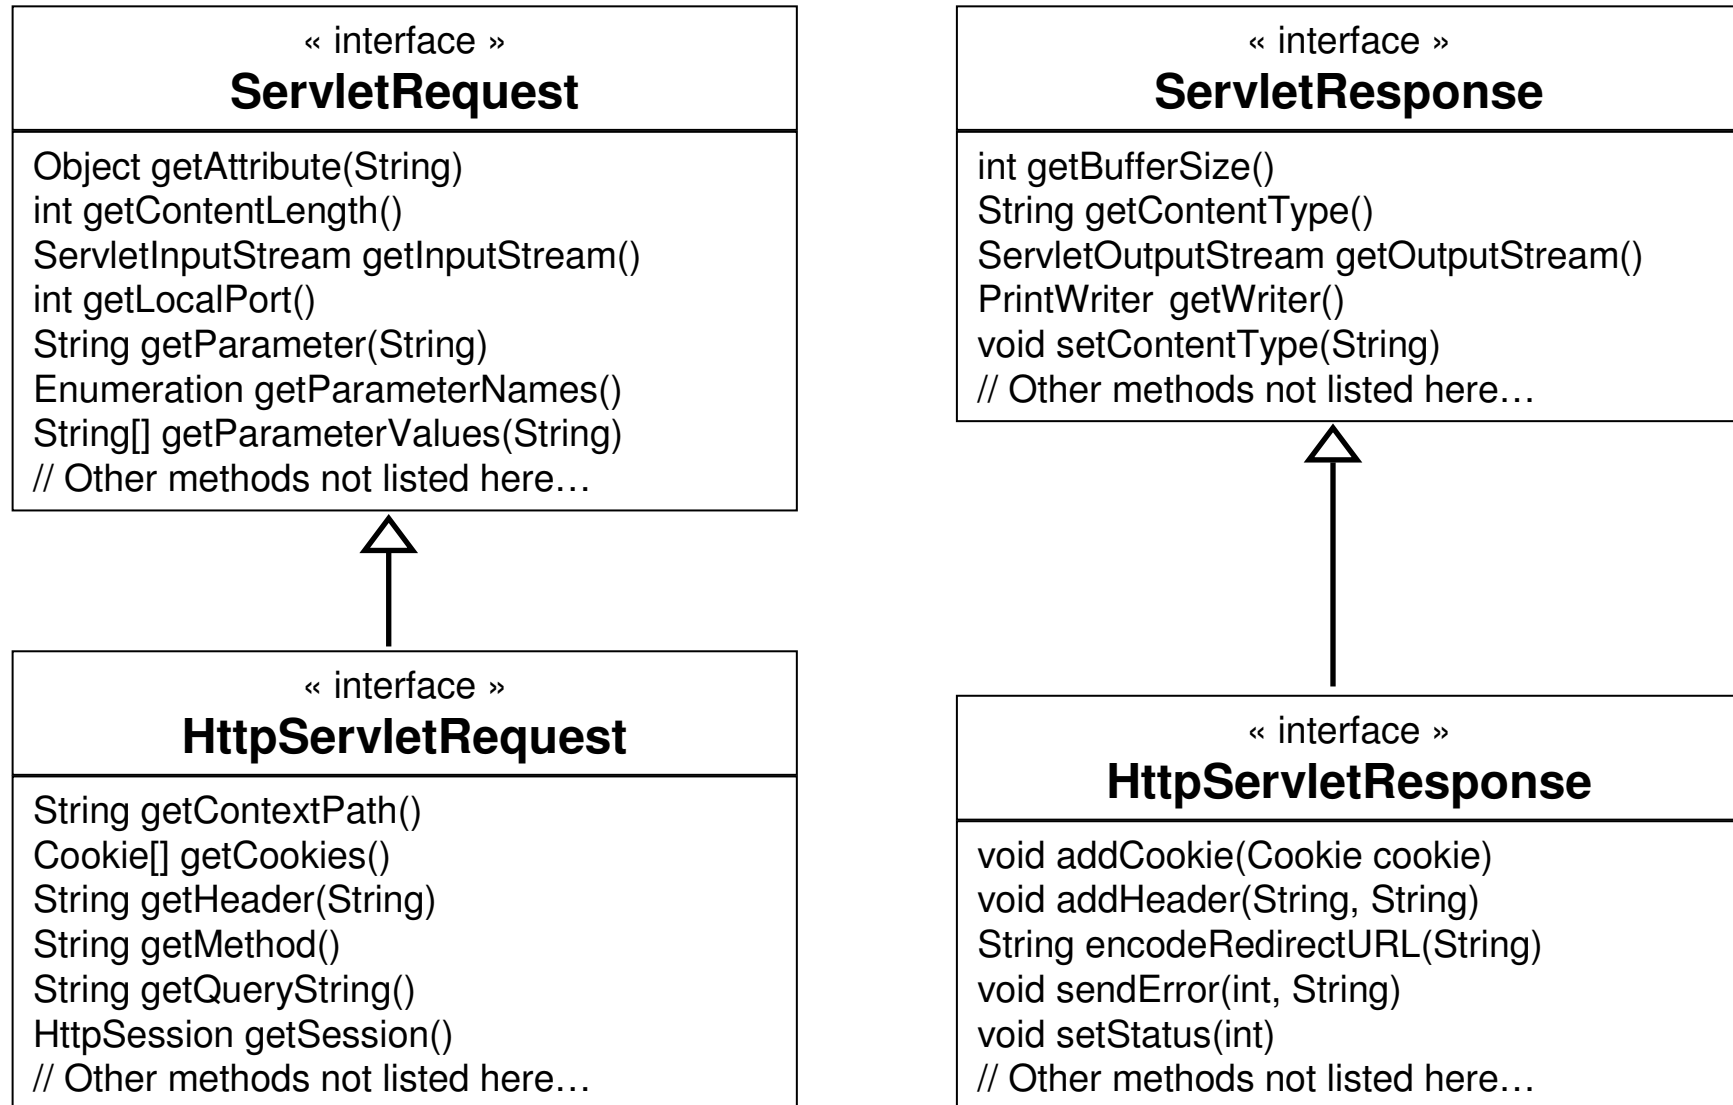 « interface »
ServletRequest
Object getAttribute(String)
int getContentLength()
ServletInputStream getInputStream()
int getLocalPort()
String getParameter(String)
Enumeration getParameterNames()
String[] getParameterValues(String)
// Other methods not listed here…
« interface »
HttpServletRequest
String getContextPath()
Cookie[] getCookies()
String getHeader(String)
String getMethod()
String getQueryString()
HttpSession getSession()
// Other methods not listed here…
« interface »
ServletResponse
int getBufferSize()
String getContentType()
ServletOutputStream getOutputStream()
PrintWriter getWriter()
void setContentType(String)
// Other methods not listed here…
« interface »
HttpServletResponse
void addCookie(Cookie cookie)
void addHeader(String, String)
String encodeRedirectURL(String)
void sendError(int, String)
void setStatus(int)
// Other methods not listed here…